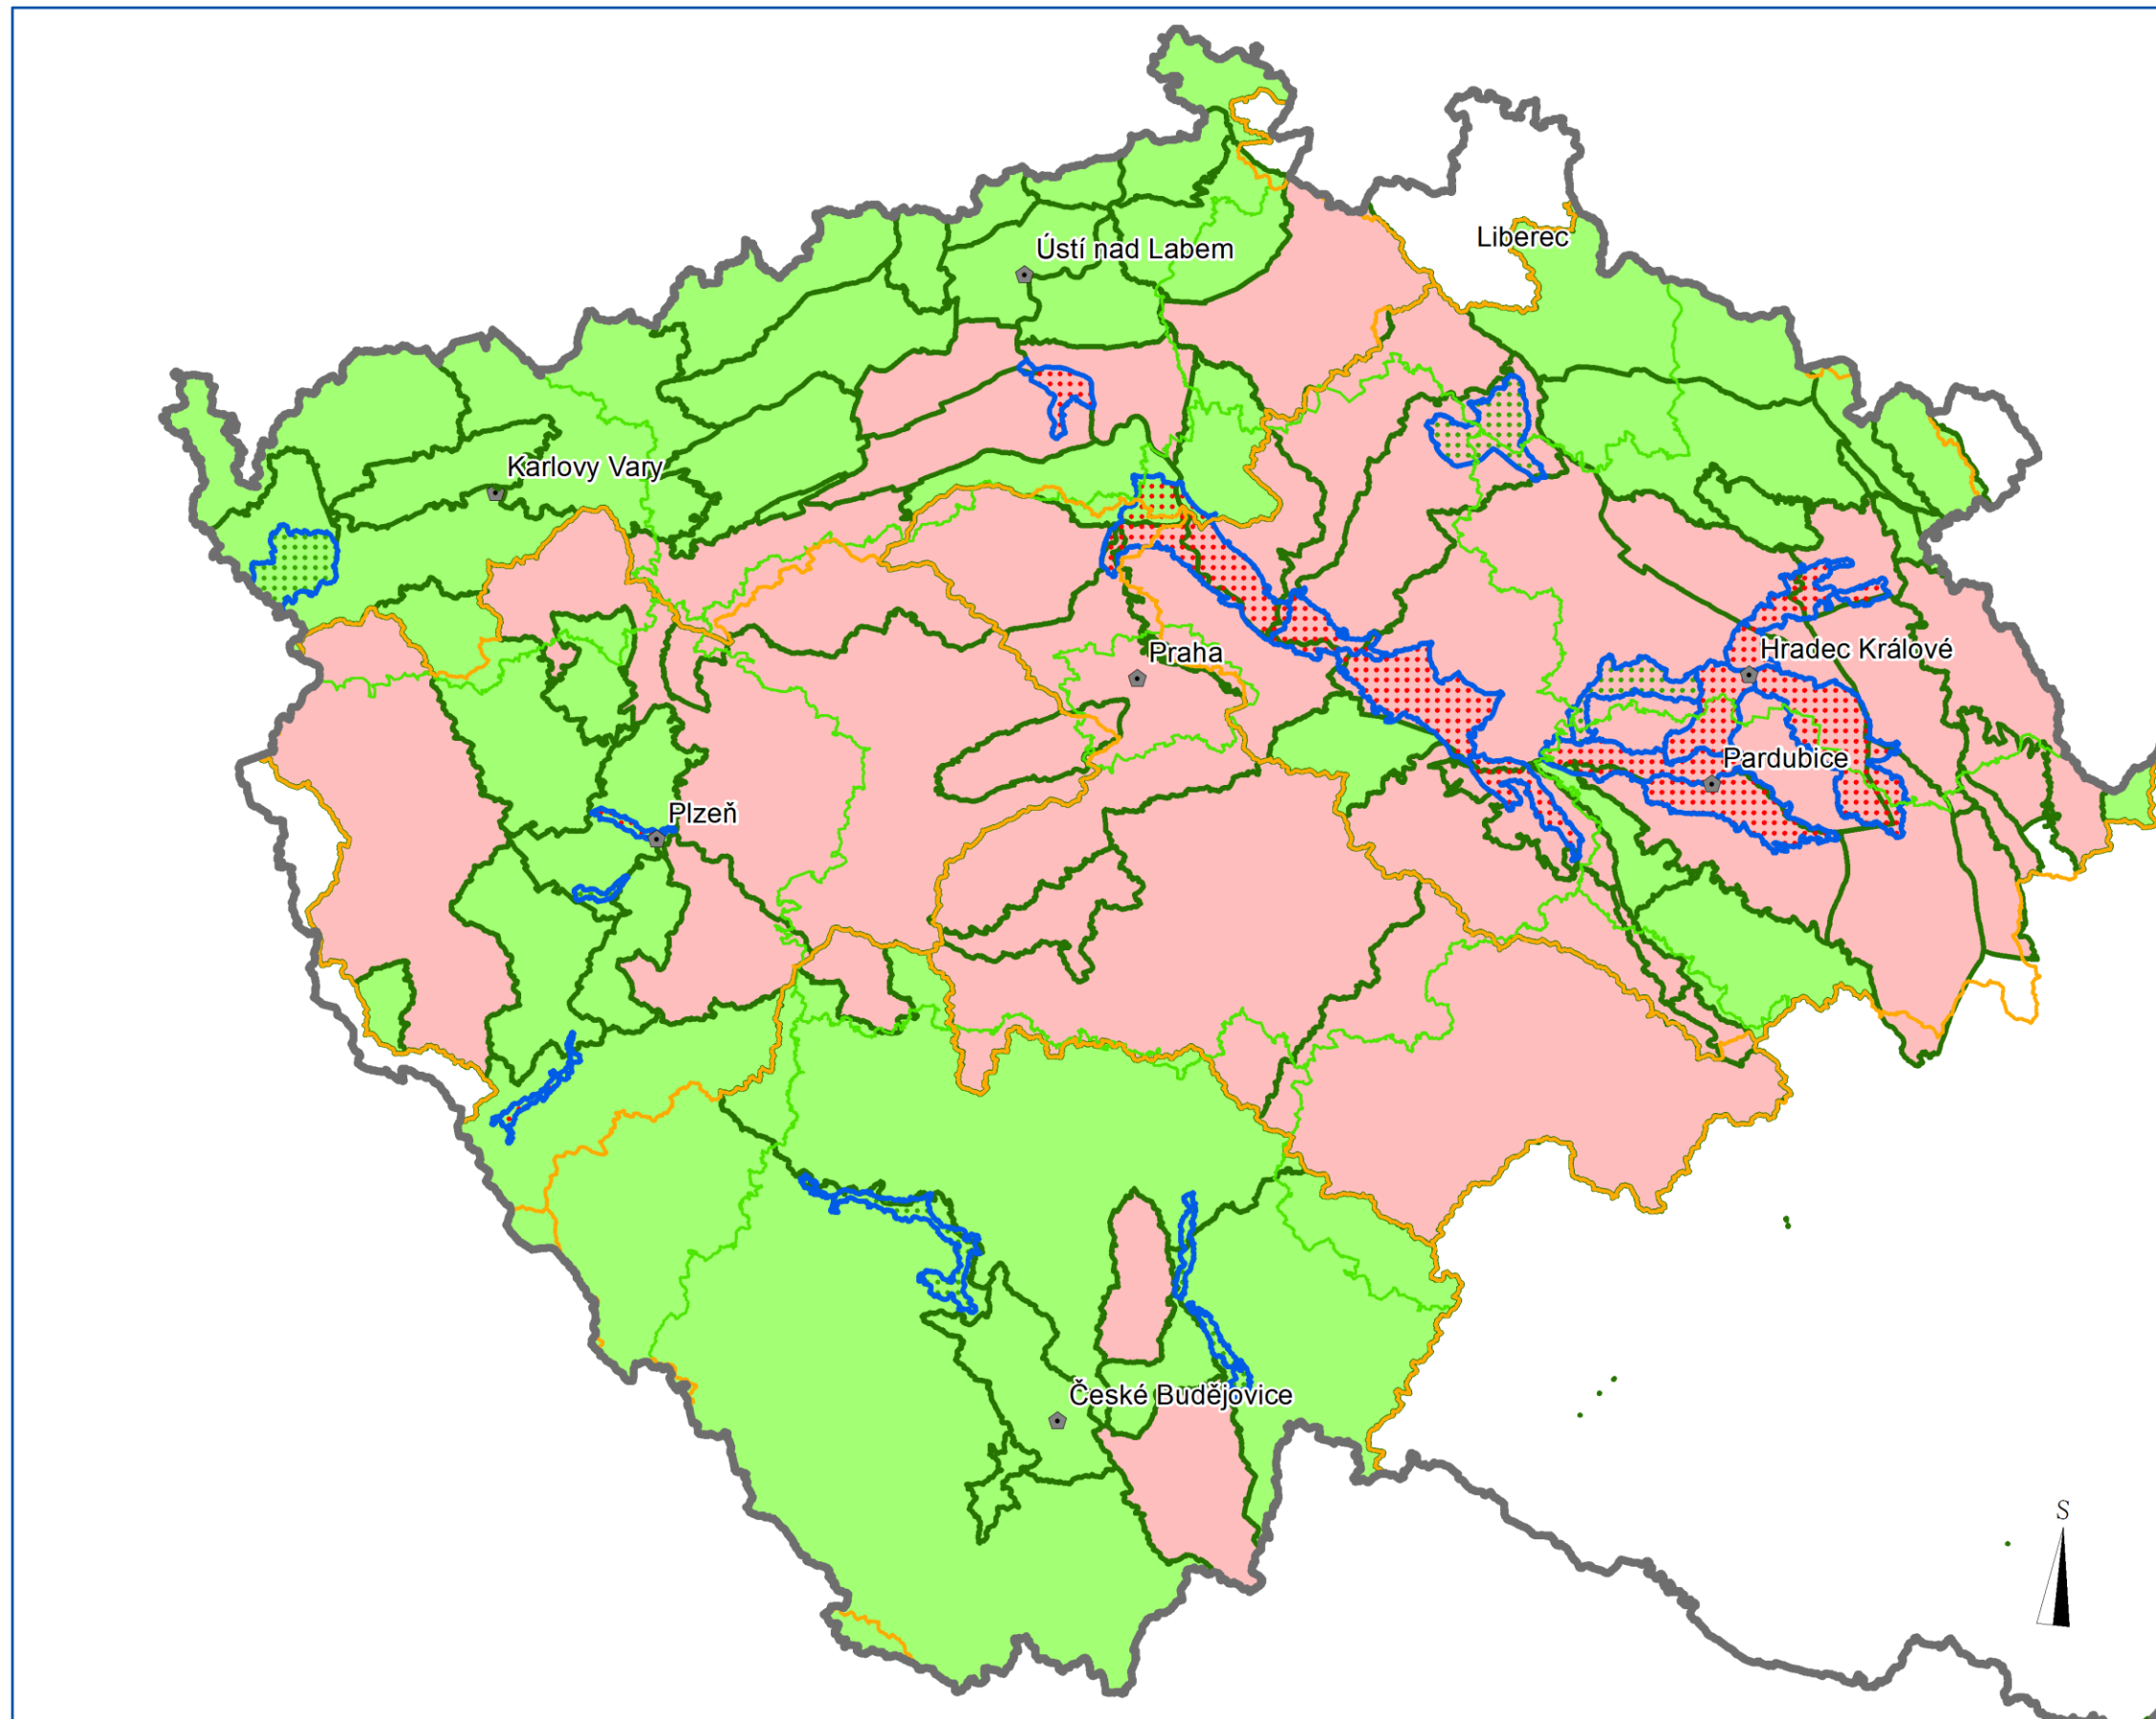 Liberec
Ústí nad Labem
Karlovy Vary
Praha
Hradec Králové
Pardubice
Plzeň
České Budějovice
S